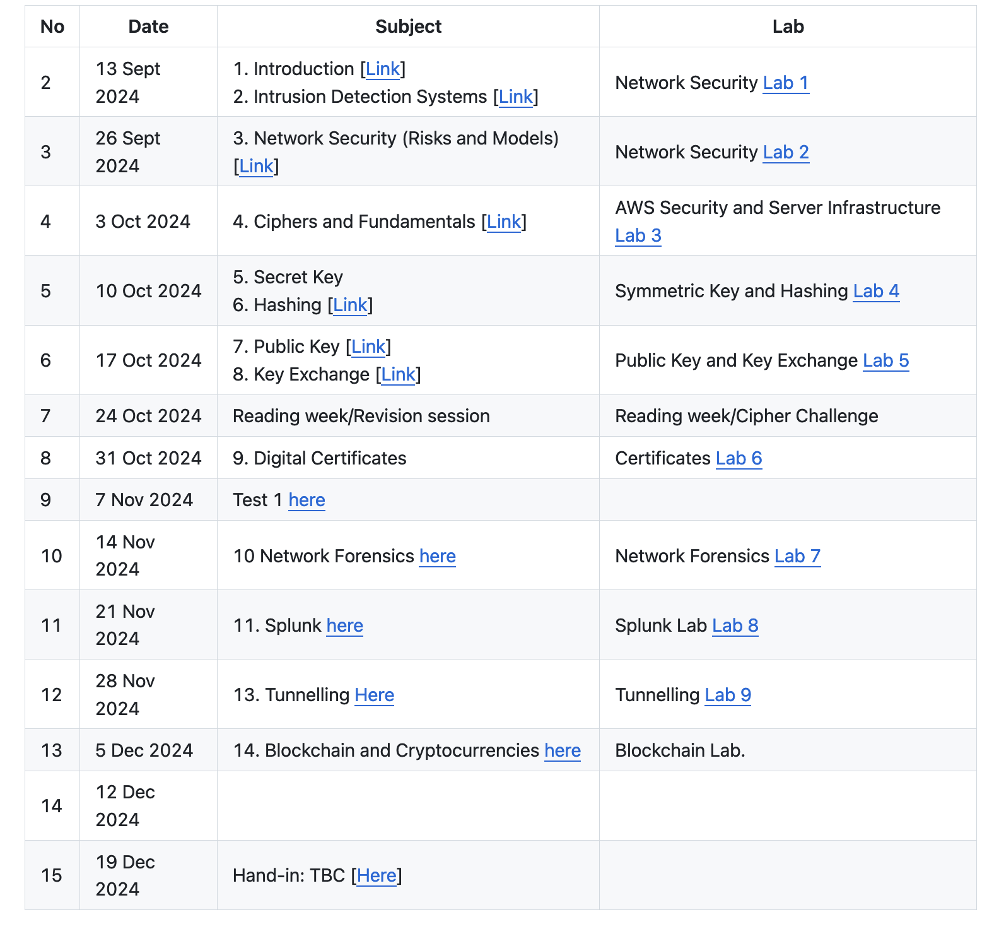 No Date Subject Lab
2 13 Sept 2024 1. Introduction [Link] 2. Intrusion Detection Systems [Link] Network Security Lab 1
3 26 Sept 2024 3. Network Security (Risks and Models) [Link] Network Security Lab 2
4 3 Oct 2024 4. Ciphers and Fundamentals [Link] AWS Security and Server Infrastructure Lab 3
5 10 Oct 2024 5. Secret Key 6. Hashing [Link] Symmetric Key and Hashing Lab 4
6 17 Oct 2024 7. Public Key [Link] 8. Key Exchange [Link] Public Key and Key Exchange Lab 5
7 24 Oct 2024 Reading week/Revision session Reading week/Cipher Challenge
8 31 Oct 2024 9. Digital Certificates Certificates Lab 6
9 7 Nov 2024 Test 1 here
10 14 Nov 2024 10 Network Forensics here Network Forensics Lab 7
11 21 Nov 2024 11. Splunk here Splunk Lab Lab 8
12 28 Nov 2024 13. Tunnelling Here Tunnelling Lab 9
13 5 Dec 2024 14. Blockchain and Cryptocurrencies here Blockchain Lab.
14 12 Dec 2024
15 19 Dec 2024 Hand-in: TBC [Here]